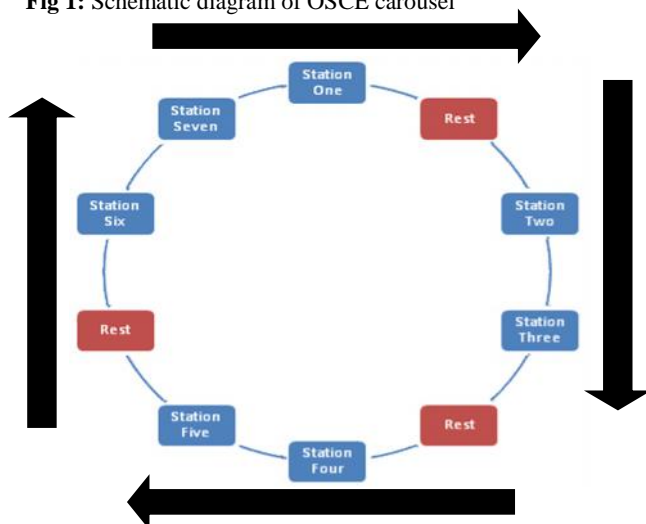 Fig 1: Schematic diagram of OSCE carousel
Station
One
Rest
Station
Two
Station
Three
Rest
Station
Four
Station
Five
Rest
Station
Six
Station
Seven